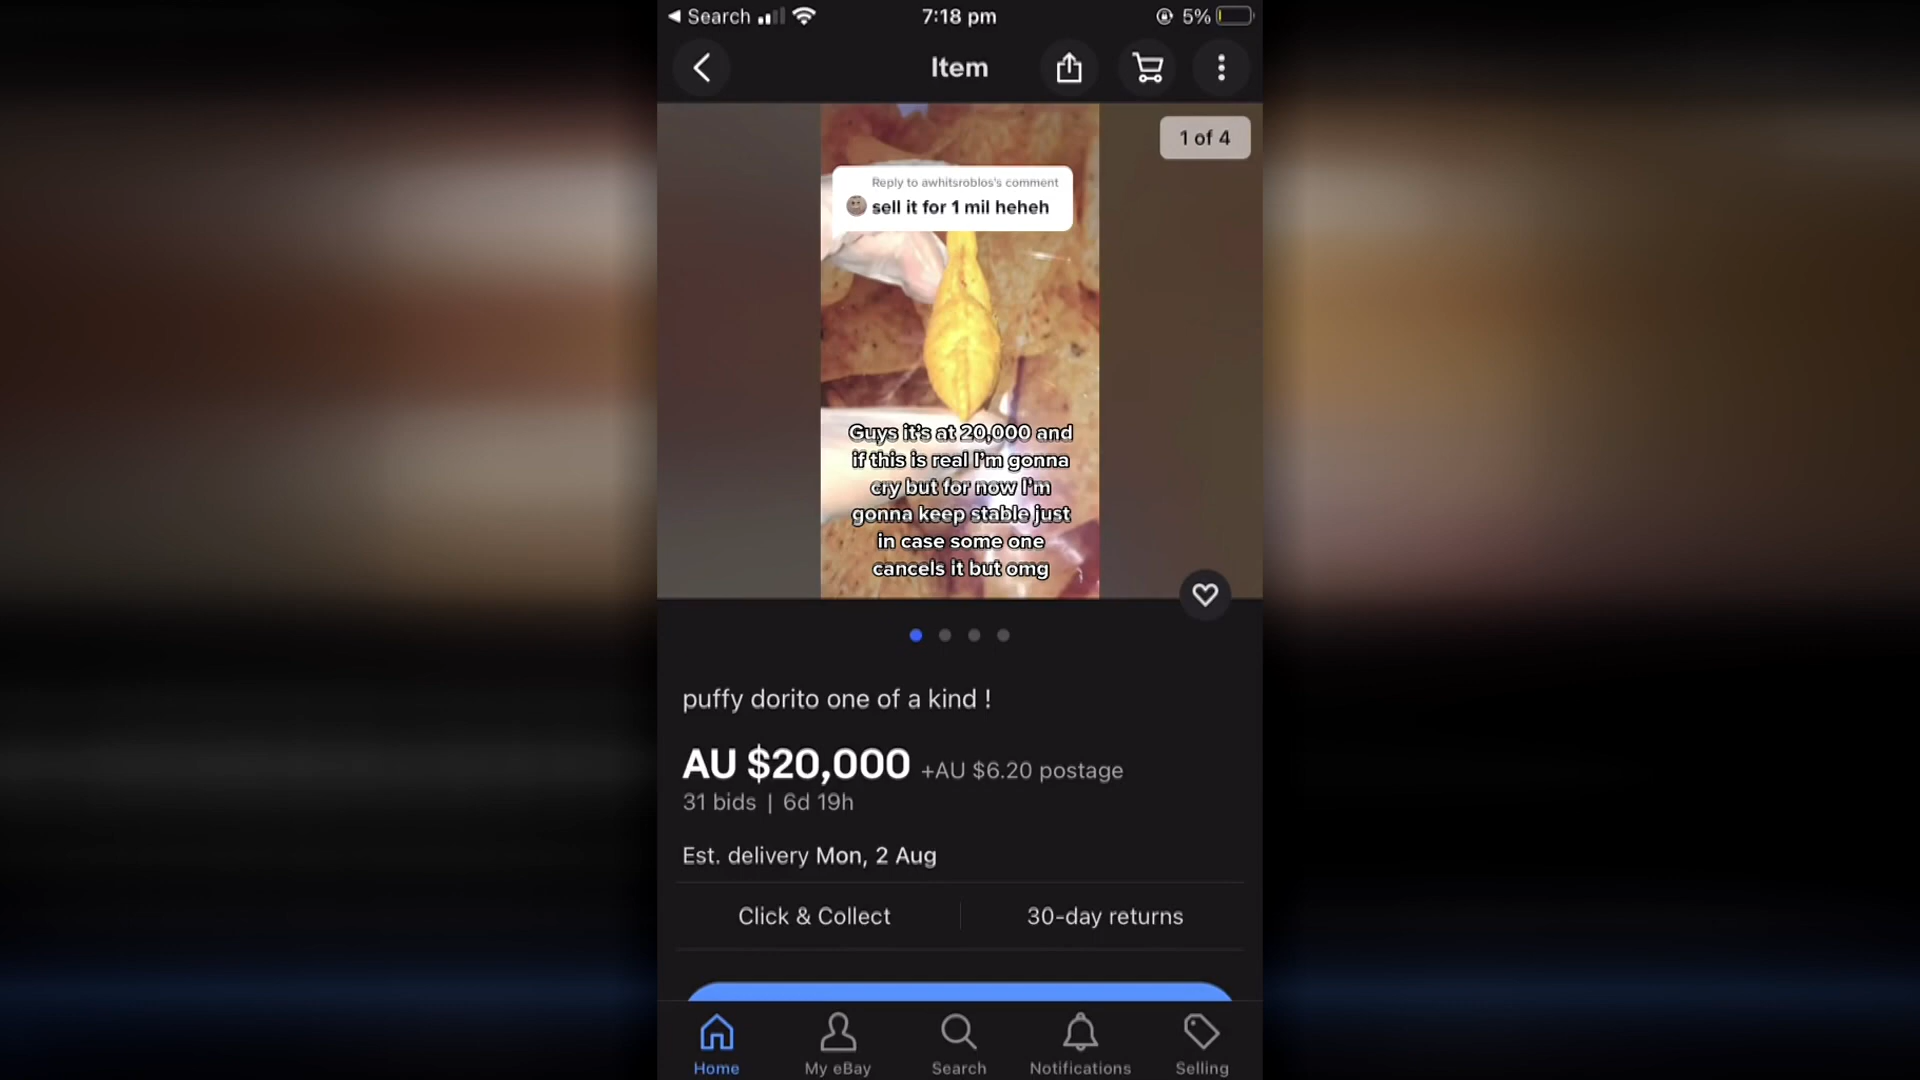 Search
7:18 pm
5%
Item
1 of 4
Reply to awhitsroblos's comment
sell it for 1 mil heheh
Guys it's at 20,000 and
if this is real I'm gonna
cry but for now I'm
gonna keep stable just
in case some one
cancels it but omg
puffy dorito one of a kind !
AU $20,000 +AU $6.20 postage
31 bids | 6d 19h
Est. delivery Mon, 2 Aug
Click & Collect
30-day returns
Home
My eBay
Search
Notifications
Selling